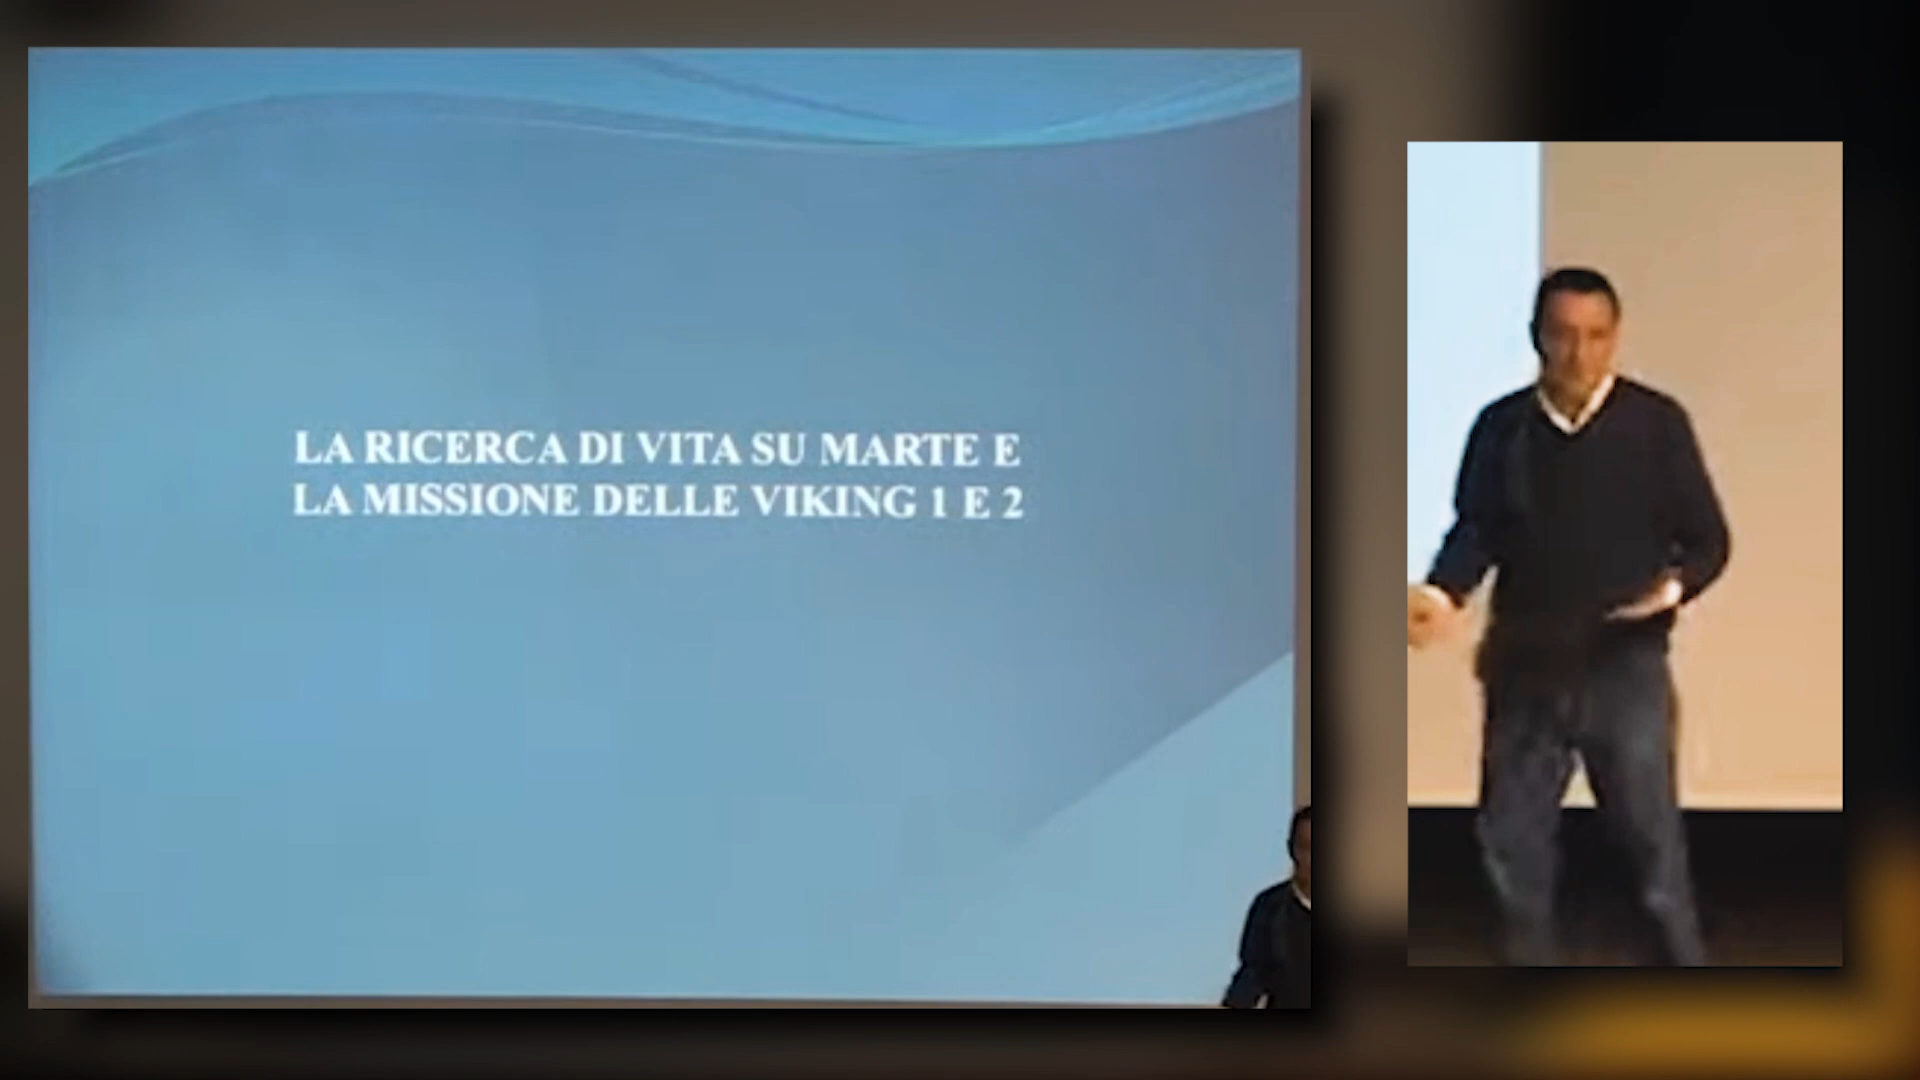 LA RICERCA DI VITA SU MARTE E
LA MISSIONE DELLE VIKING 1 E 2